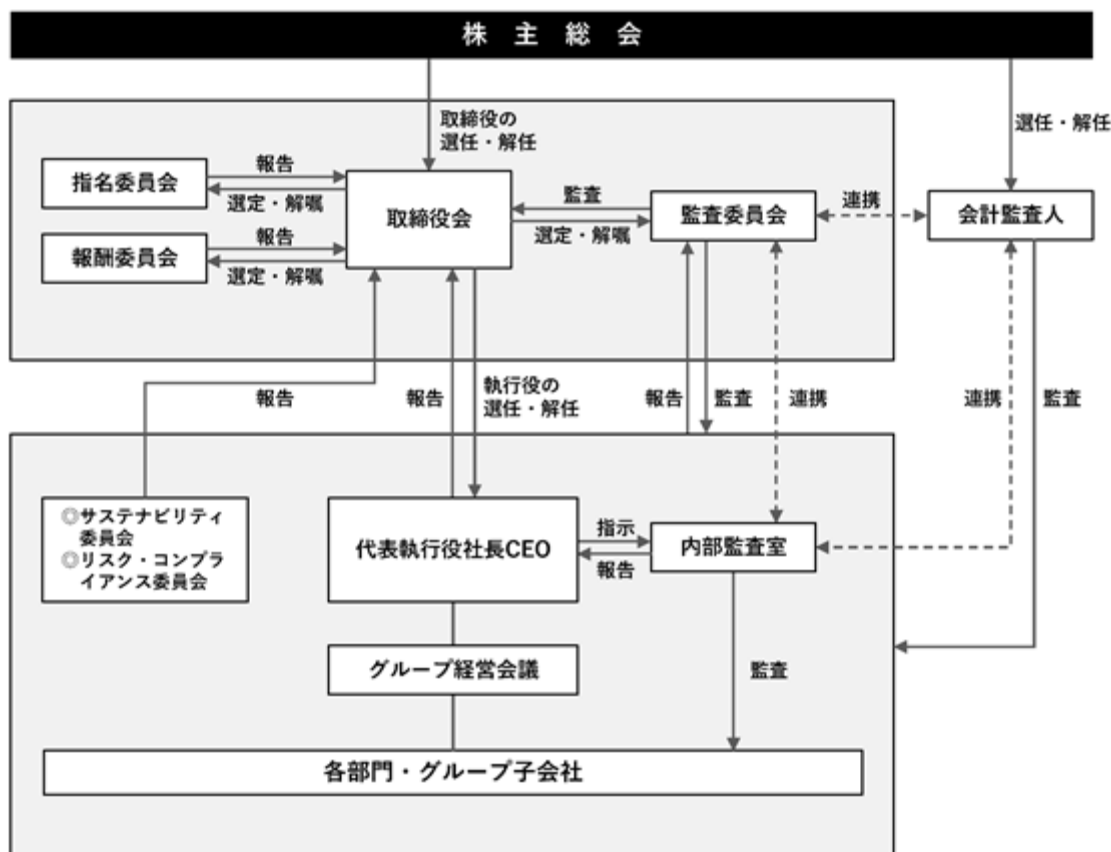 株主総会
取締役の
選任・解任
選任・解任
指名委員会
報告
選定・解嘱
取締役会
監査
選定・解嘱
監査委員会
連携
会計監査人
報酬委員会
報告
選定・解嘱
報告
報告
執行役の
選任・解任
報告
監査
連携
連携
監査
◎サステナビリティ
委員会
◎リスク・コンプラ
イアンス委員会
代表執行役社長CEO
指示
報告
内部監査室
グループ経営会議
監査
各部門・グループ子会社